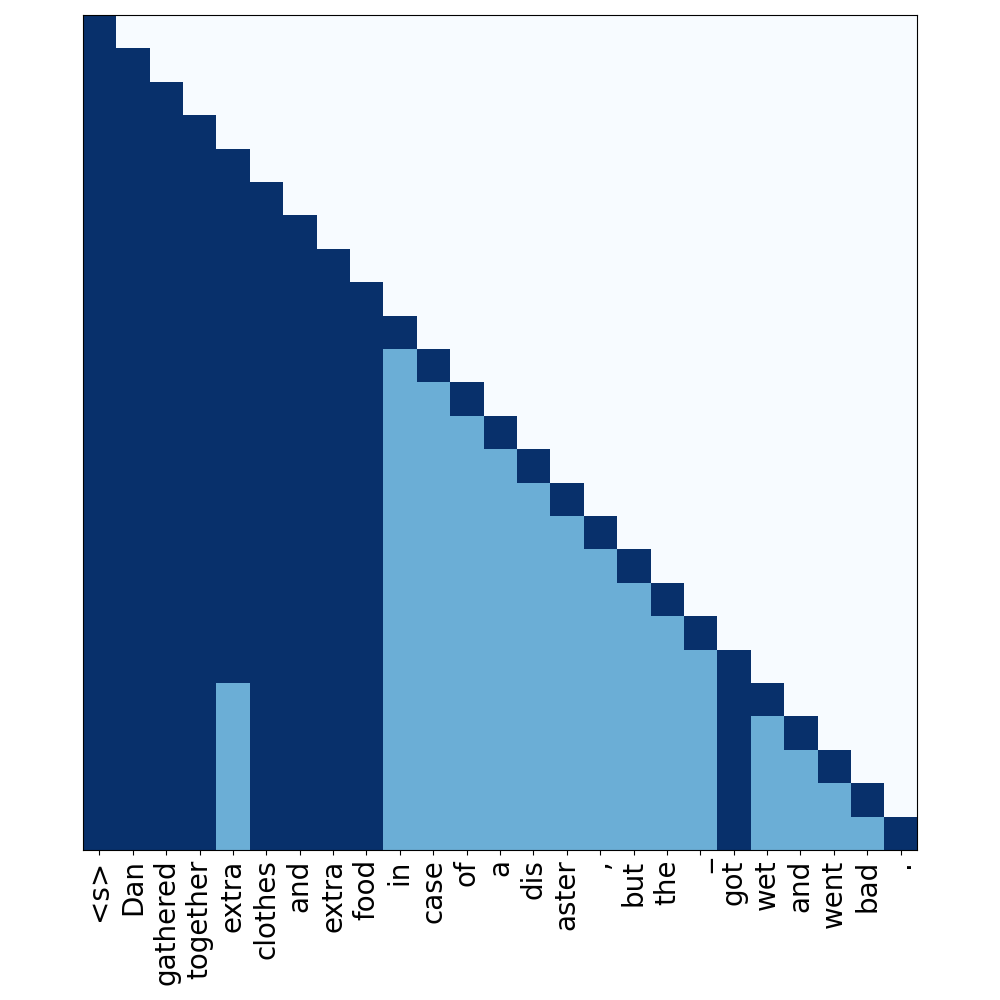 <s>
Dan
gathered
together
extra
clothes
and
extra
food
in
case
of
a
dis
aster
,
but
the
_
got
wet
and
went
bad
.